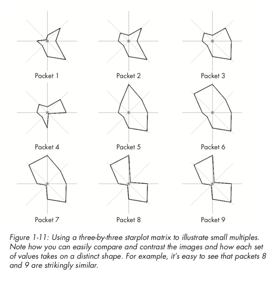 Packet 1 Packet 2 Packet 3
Packet 4 Packet 5 Packet 6
Packet 7 Packet 8 Packet 9
Figure 1-11: Using a three-by-three starplot matrix to illustrate small multiples.
Note how you can easily compare and contrast the images and how each set
of values takes on a distinct shape. For example, it's easy to see that packets 8
and 9 are strikingly similar.